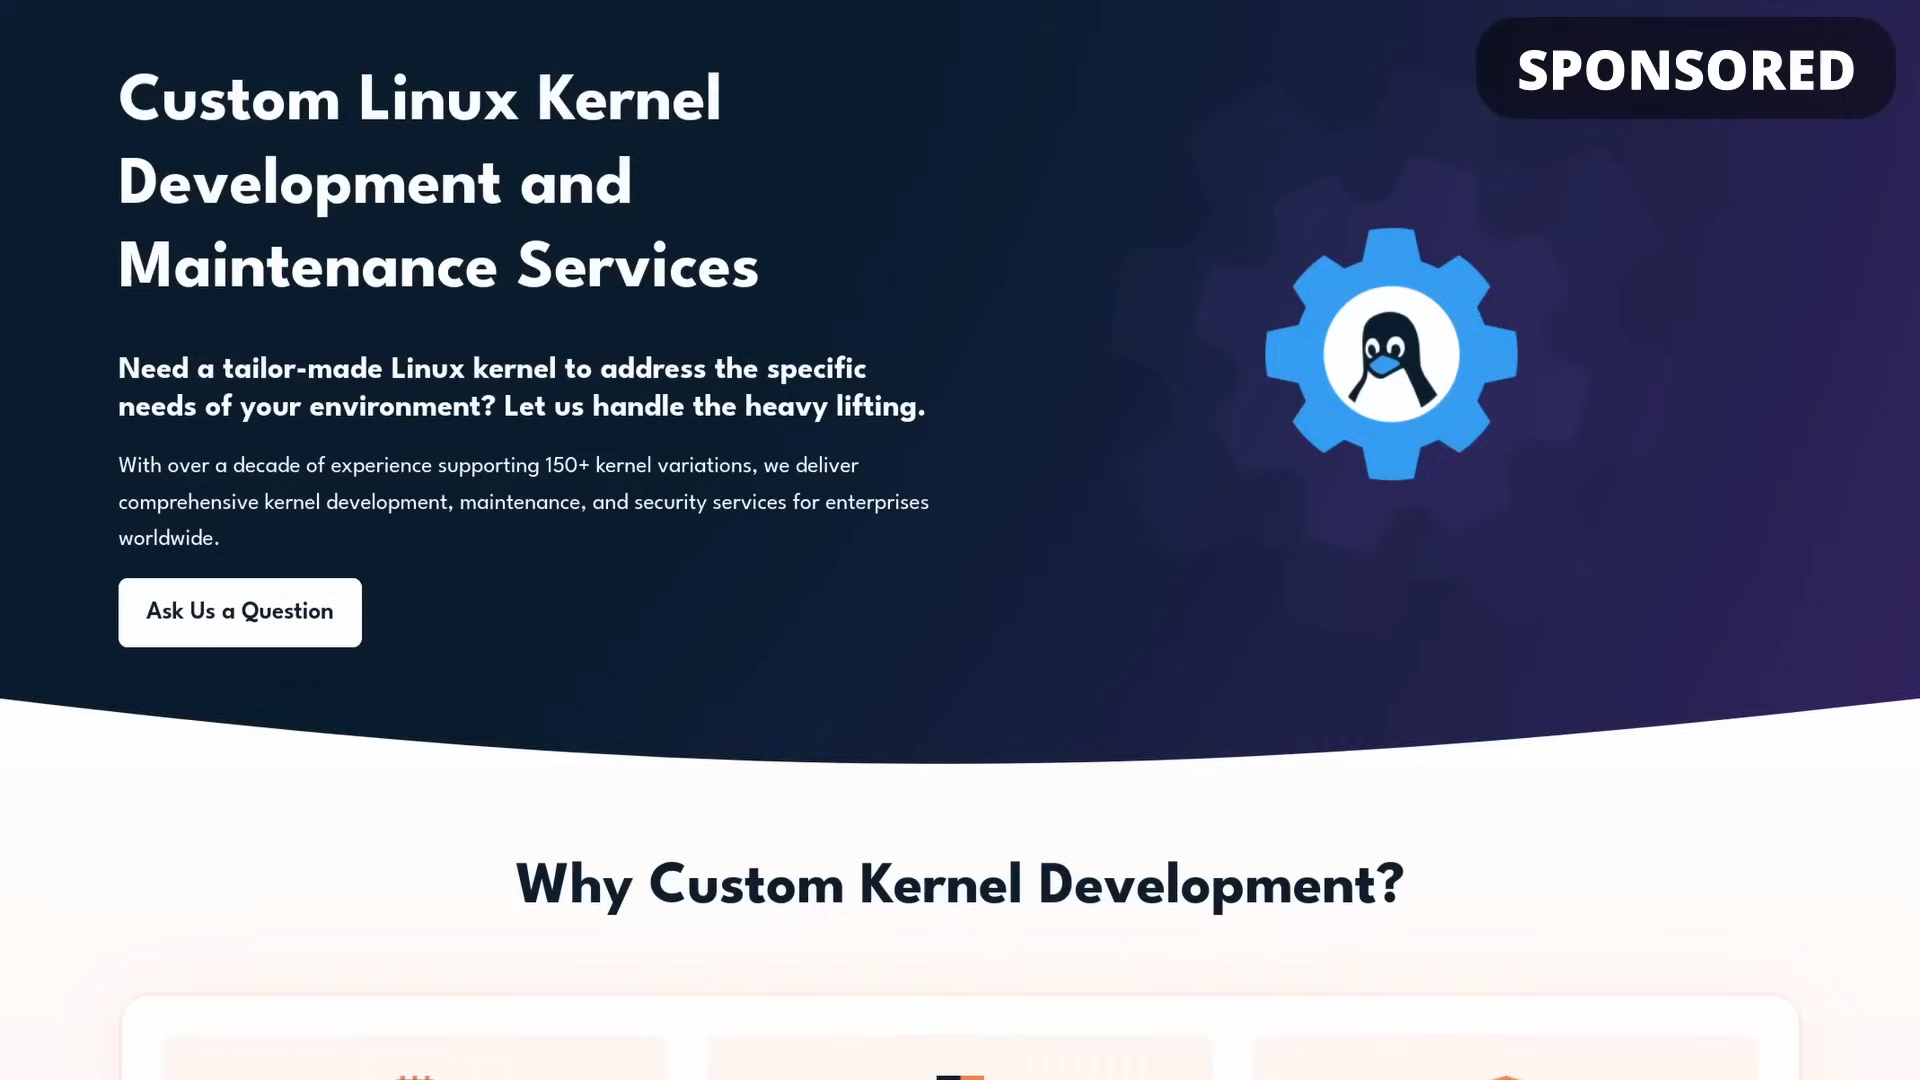 SPONSORED
Custom Linux Kernel
Development and
Maintenance Services
Need a tailor-made Linux kernel to address the specific
needs of your environment? Let us handle the heavy lifting.
With over a decade of experience supporting 150+ kernel variations, we deliver
comprehensive kernel development, maintenance, and security services for enterprises
worldwide.
Ask Us a Question
Why Custom Kernel Development?